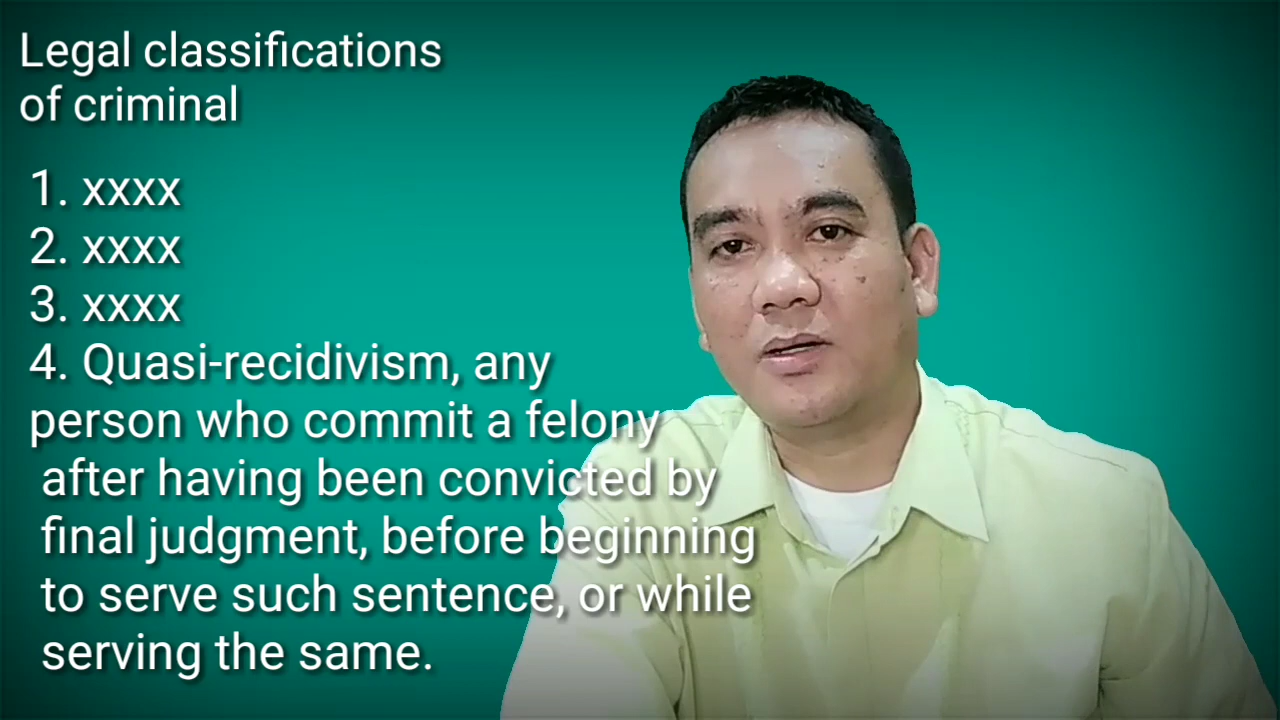 Legal classifications
of criminal
1. xxxx
2. xxxx
3. xxxx
4. Quasi-recidivism, any
person who commit a felony
after having been convicted by
final judgment, before beginning
to serve such sentence, or while
serving the same.